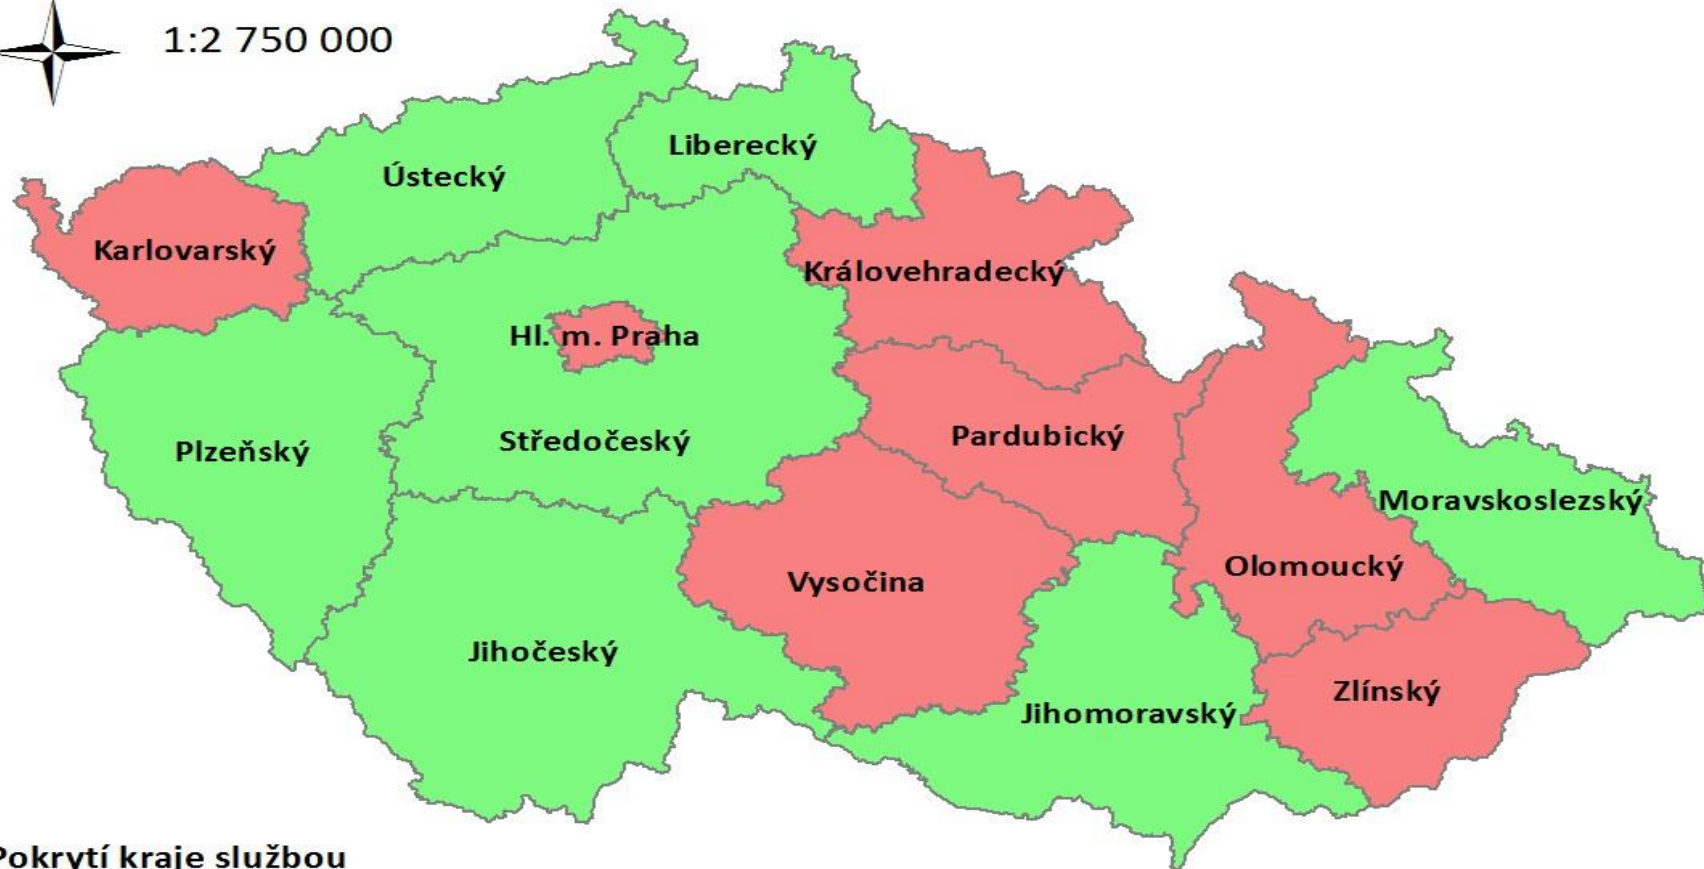 1:2 750 000
Liberecký
Ústecký
Karlovarský
Královehradecký
Hl. m. Praha
Pardubický
Středočeský
Plzeňský
Moravskoslezský
Olomoucký
Vysočina
Jihočeský
Zlínský
Jihomoravský
Pokrytí kraje službou